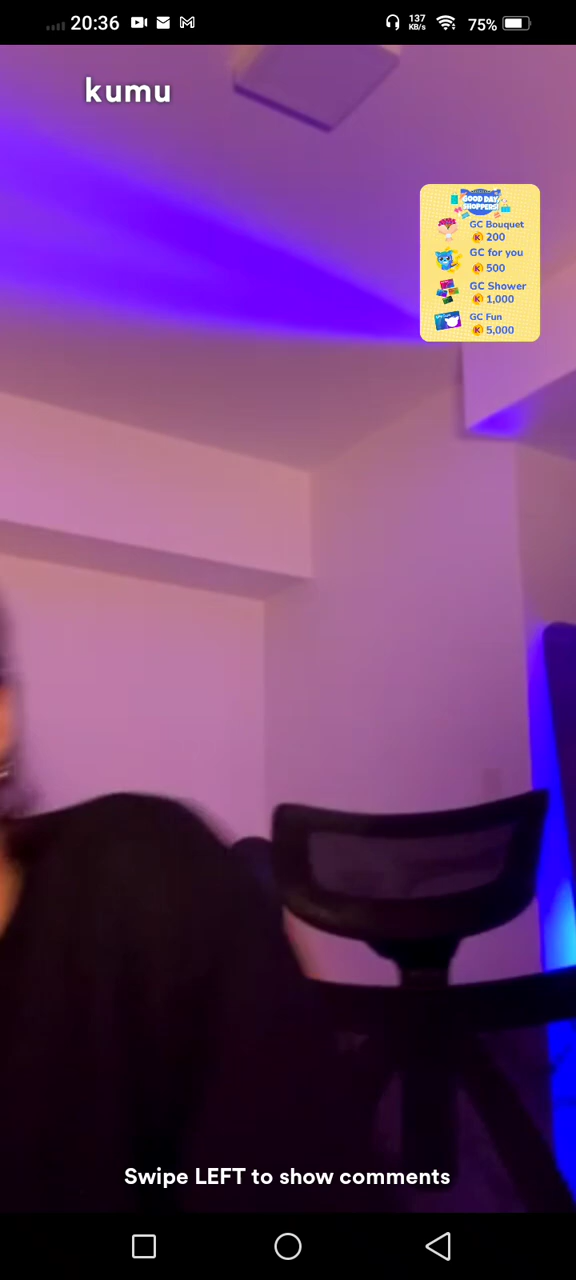 20:36
137
KB/s
75%
kumu
GOOD DAY
SHOPPERS!
GC Bouquet
K 200
GC for you
K 500
GC Shower
K 1,000
GC Fun
K 5,000
Swipe LEFT to show comments